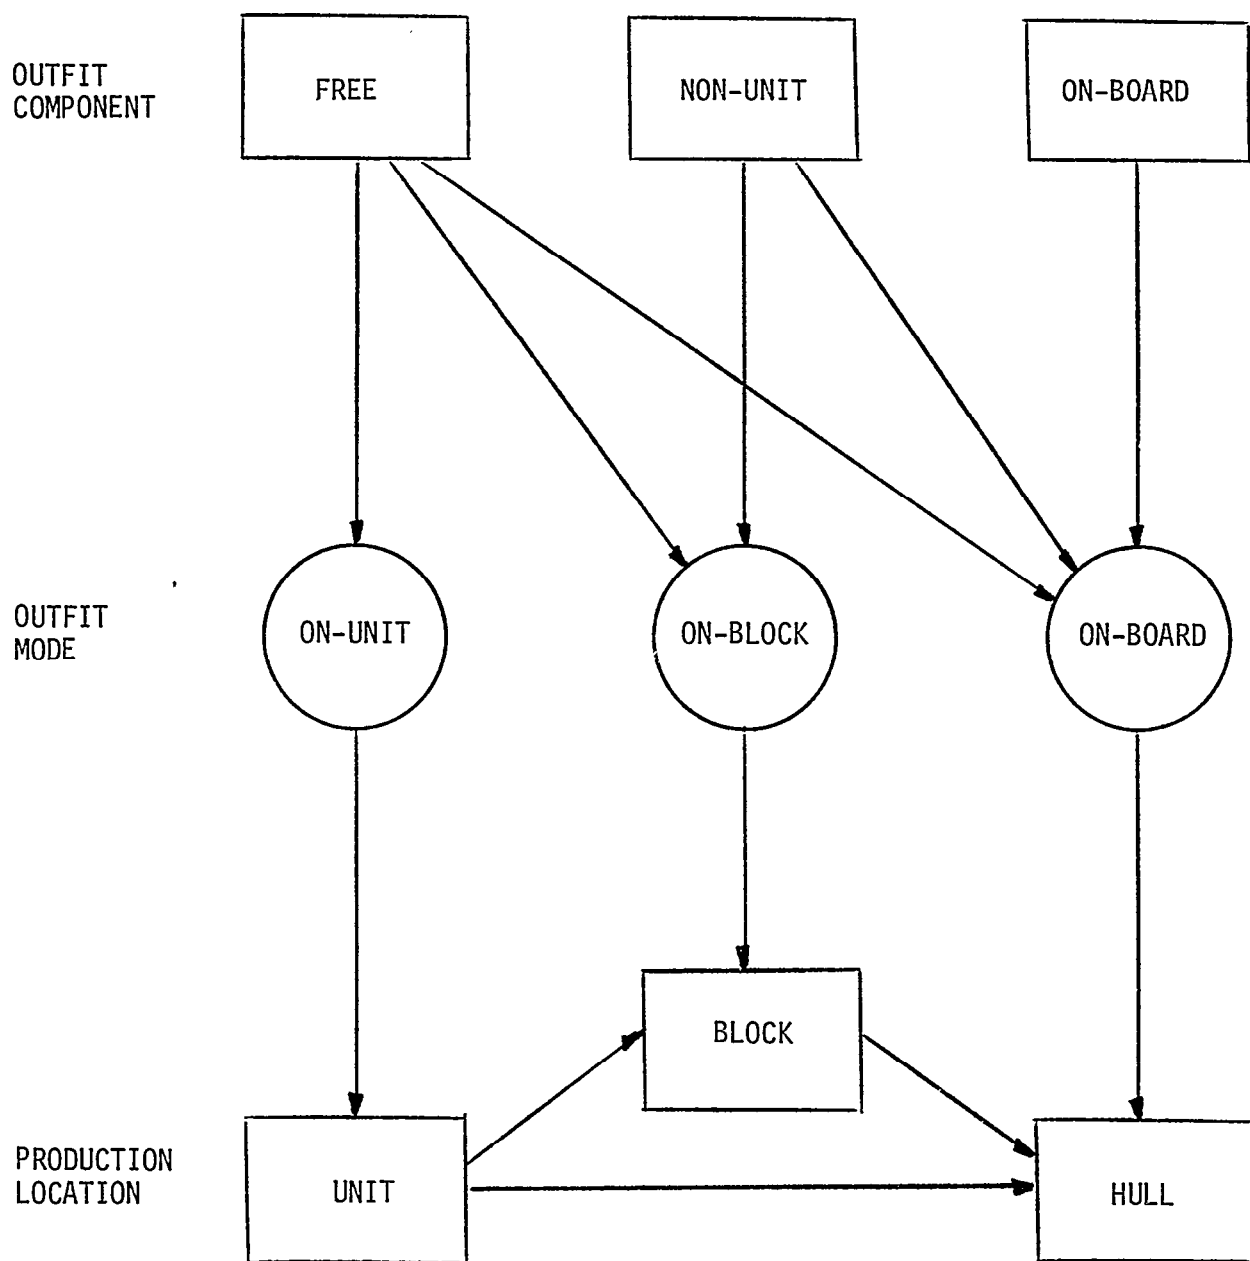 OUTFIT
COMPONENT
FREE
NON-UNIT
ON-BOARD
OUTFIT
MODE
ON-UNIT
ON-BLOCK
ON-BOARD
BLOCK
PRODUCTION
LOCATION
UNIT
HULL